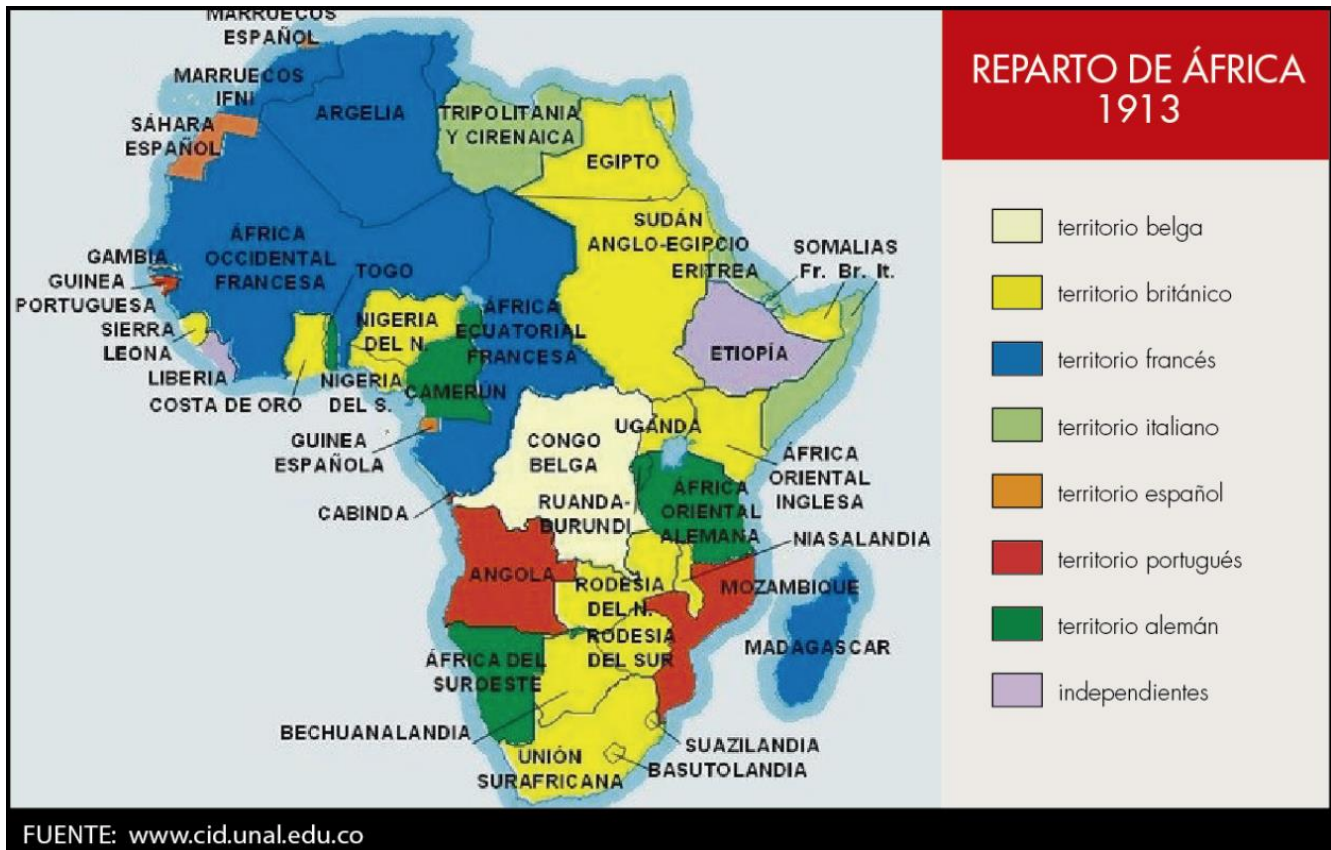 MARRUECOS
ESPAÑOL
MARRUECOS
IFNI
SÁHARA
ESPAÑOL
ARGELIA
TRIPOLITANIA
Y CIRENAICA
EGIPTO
SUDÁN
ANGLO-EGIPCIO
ERITREA
SOMALIAS
Fr. Br. It.
ÁFRICA
OCCIDENTAL
FRANCESA
GAMBIA
GUINEA
PORTUGUESA
SIERRA
LEONA
LIBERIA
COSTA DE ORO
TOGO
NIGERIA
DEL N.
NIGERIA
DEL S.
ÁFRICA
ECUATORIAL
FRANCESA
CAMERÚN
ETIOPÍA
GUINEA
ESPAÑOLA
CONGO
BELGA
UGANDA
ÁFRICA
ORIENTAL
INGLESA
CABINDA
RUANDA-
BURUNDI
ÁFRICA
ORIENTAL
ALEMANA
NIASALANDIA
ANGOLA
RODESIA
DEL N.
MOZAMBIQUE
RODESIA
DEL SUR
MADAGASCAR
ÁFRICA DEL
SUROESTE
BECHUANALANDIA
UNIÓN
SURAFRICANA
SUAZILANDIA
BASUTOLANDIA
REPARTO DE ÁFRICA
1913
territorio belga
territorio británico
territorio francés
territorio italiano
territorio español
territorio portugués
territorio alemán
independientes
FUENTE: www.cid.unal.edu.co